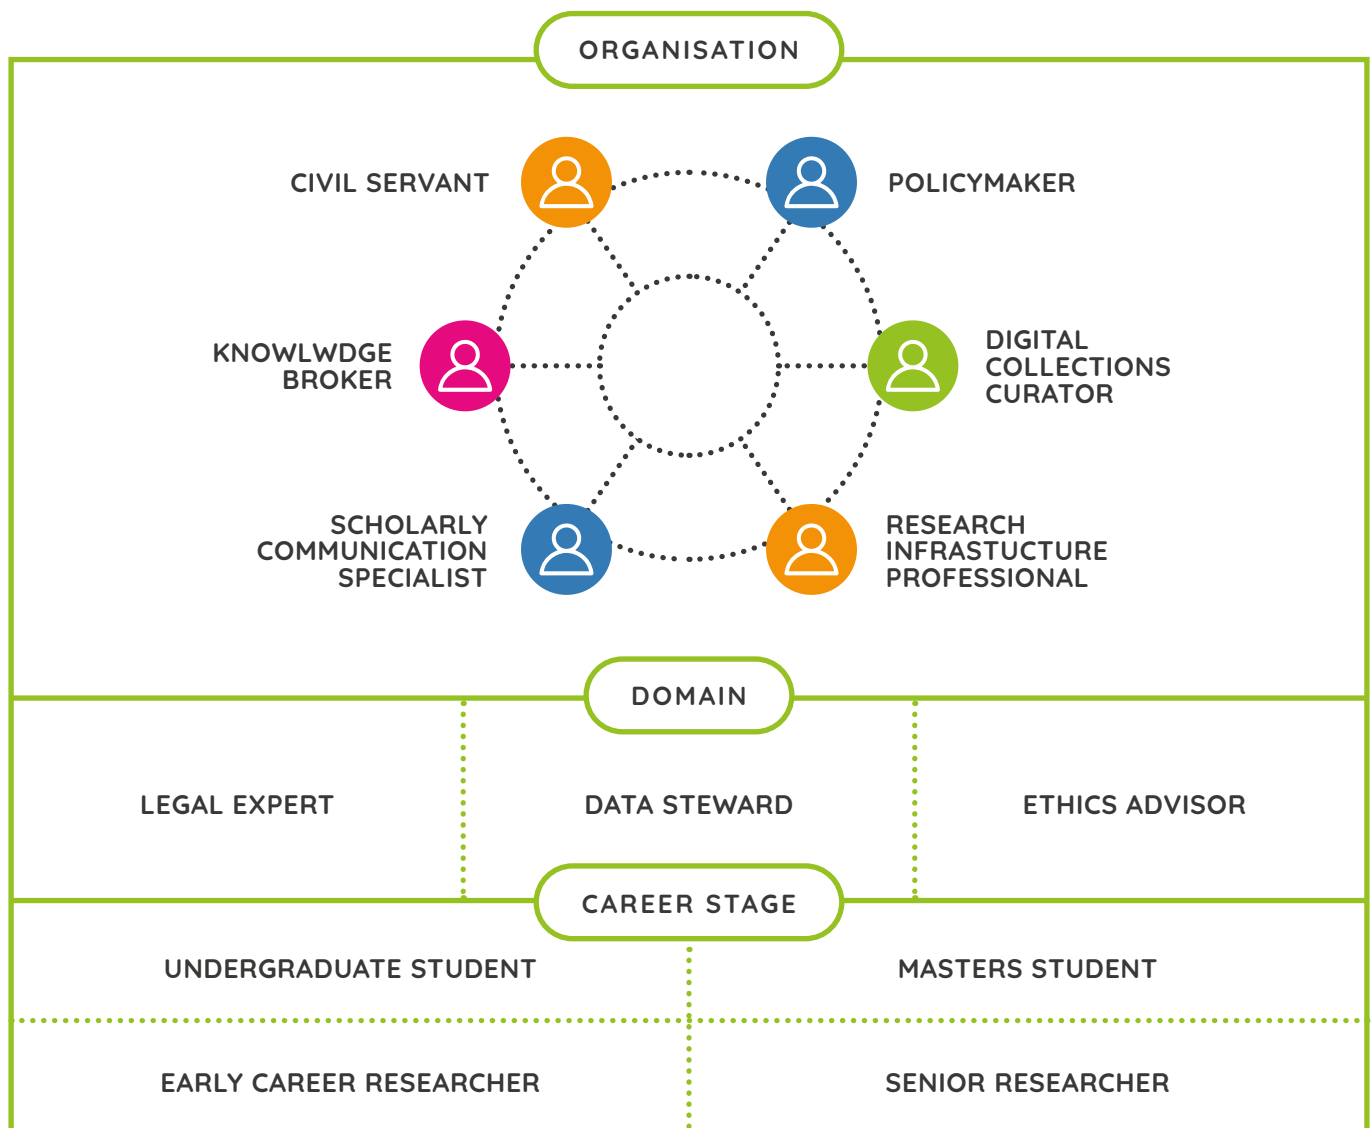 ORGANISATION
CIVIL SERVANT
POLICYMAKER
KNOWLWDGE
BROKER
DIGITAL
COLLECTIONS
CURATOR
SCHOLARLY
COMMUNICATION
SPECIALIST
RESEARCH
INFRASTUCTURE
PROFESSIONAL
DOMAIN
LEGAL EXPERT
DATA STEWARD
ETHICS ADVISOR
CAREER STAGE
UNDERGRADUATE STUDENT
MASTERS STUDENT
EARLY CAREER RESEARCHER
SENIOR RESEARCHER